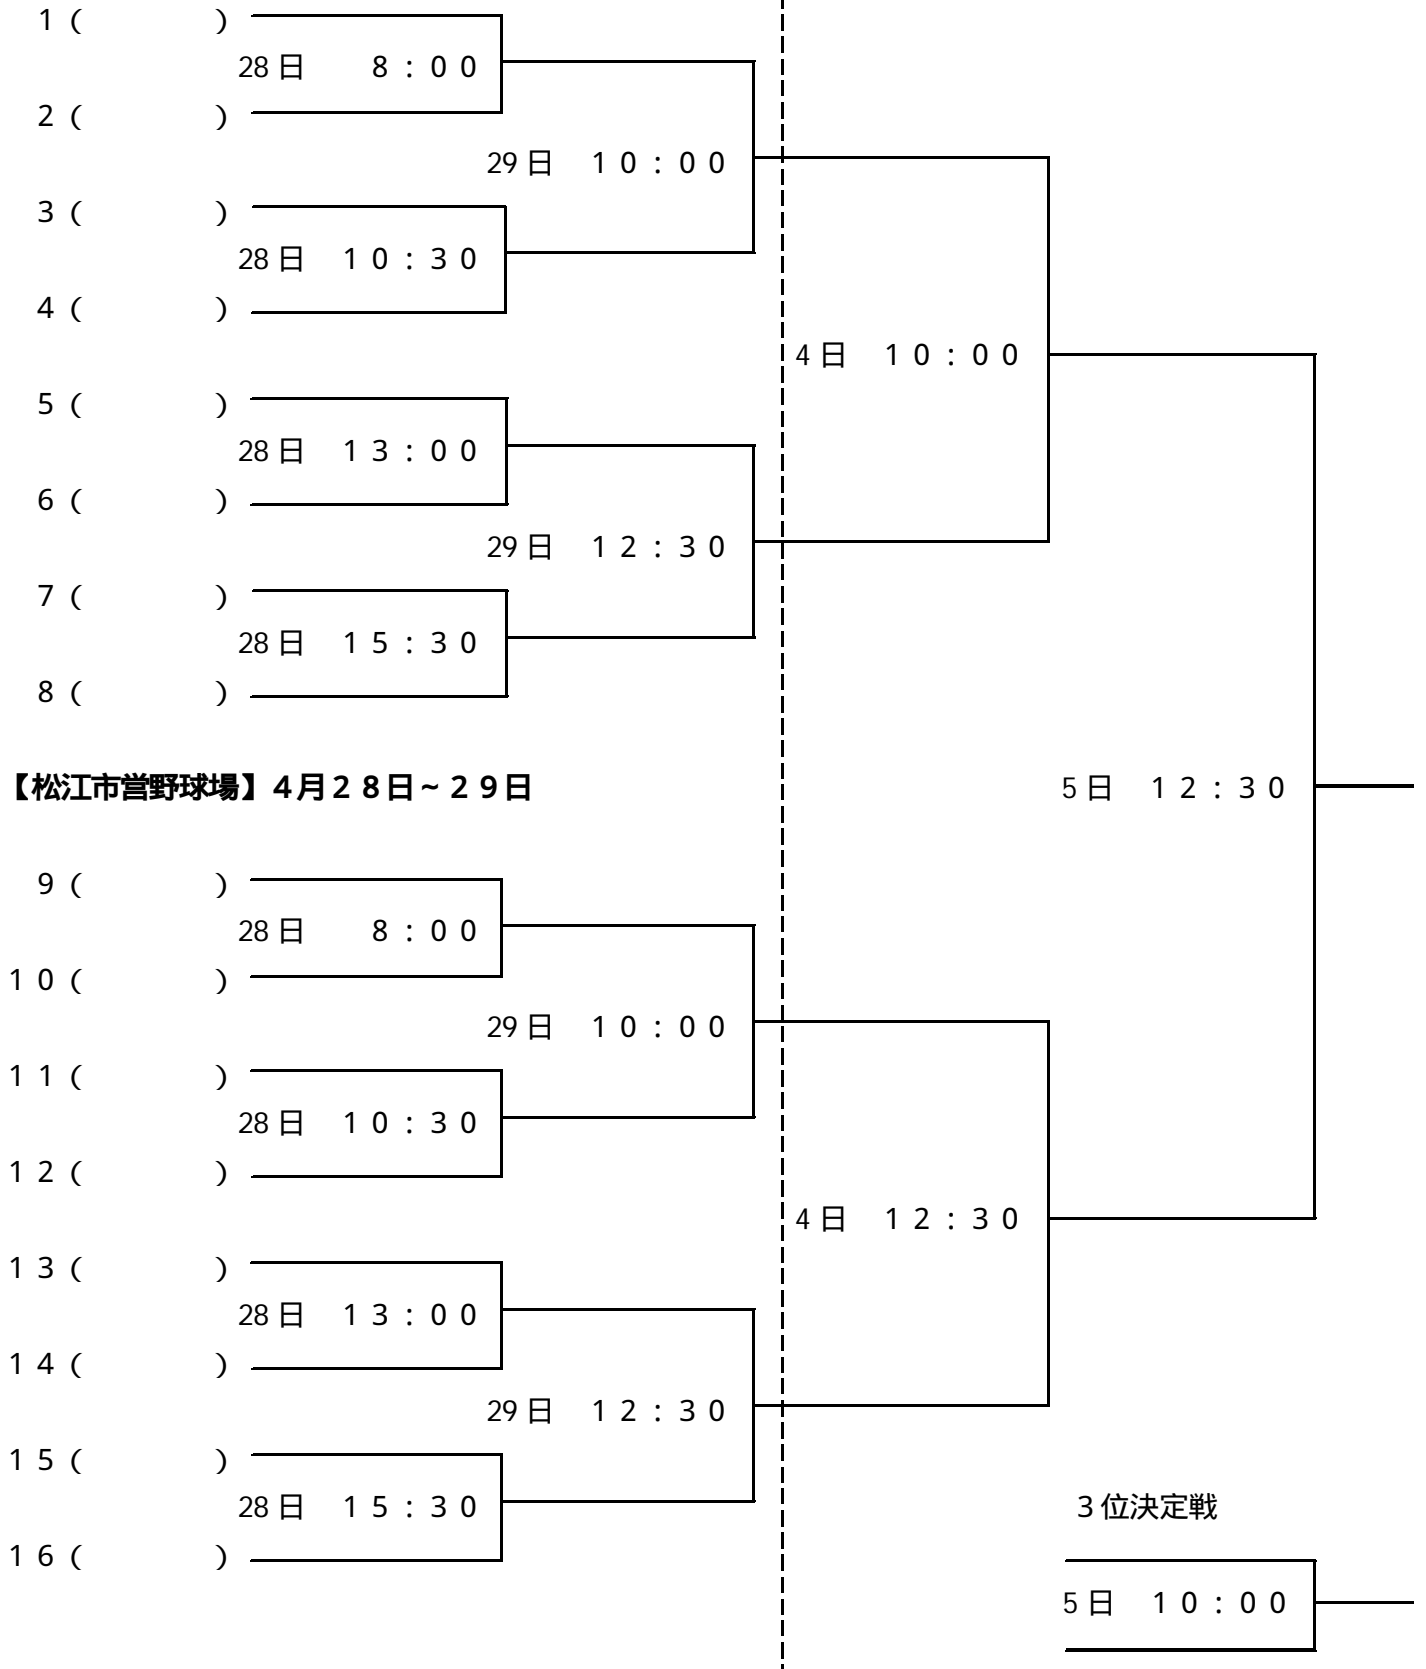 １（　　　　）
28日　８：００
２（　　　　）
29日　１０：００
３（　　　　）
28日　１０：３０
４（　　　　）
4日　１０：００
５（　　　　）
28日　１３：００
６（　　　　）
29日　１２：３０
７（　　　　）
28日　１５：３０
８（　　　　）
【松江市営野球場】４月２８日~２９日
5日　１２：３０
９（　　　　）
28日　８：００
１０（　　　　）
29日　１０：００
１１（　　　　）
28日　１０：３０
１２（　　　　）
4日　１２：３０
１３（　　　　）
28日　１３：００
１４（　　　　）
29日　１２：３０
１５（　　　　）
28日　１５：３０
１６（　　　　）
３位決定戦
5日　１０：００